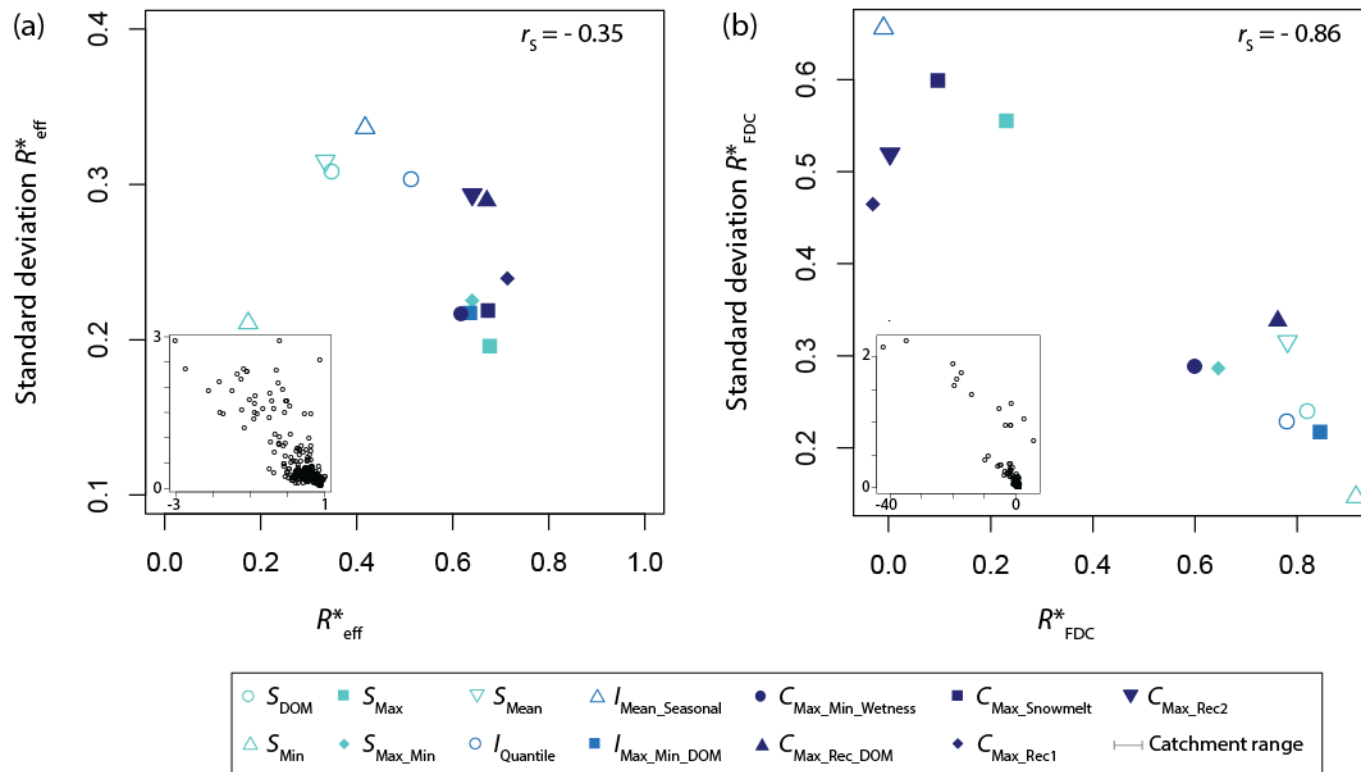 (a)
r_S = - 0.35
Standard deviation R*_eff
0.4
0.3
0.2
0.1
3
0
-3 1
0.0 0.2 0.4 0.6 0.8 1.0
R*_eff
(b)
r_S = - 0.86
Standard deviation R*_FDC
0.6
0.5
0.4
0.3
0.2
2
0
-40 0
0.0 0.2 0.4 0.6 0.8
R*_FDC
S_DOM S_Max S_Mean I_Mean_Seasonal C_Max_Min_Wetness C_Max_Snowmelt C_Max_Rec2
S_Min S_Max_Min I_Quantile I_Max_Min_DOM C_Max_Rec_DOM C_Max_Rec1 Catchment range